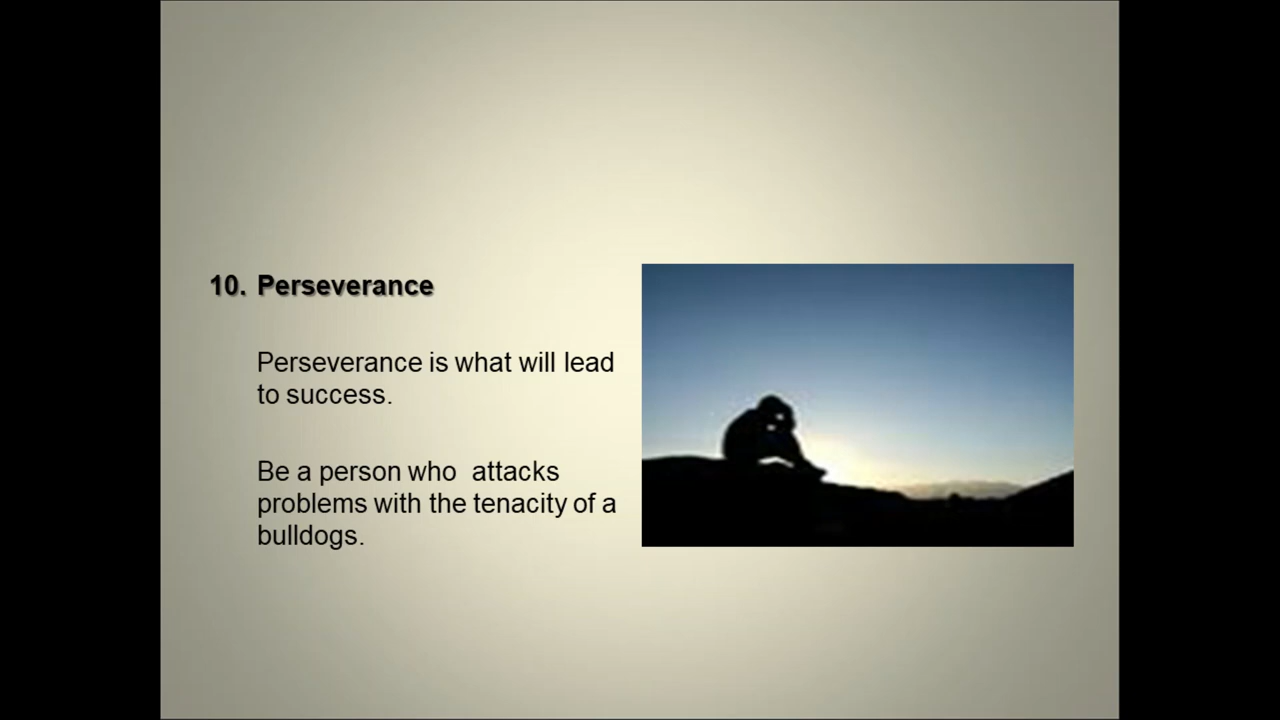 10. Perseverance
Perseverance is what will lead
to success.
Be a person who  attacks
problems with the tenacity of a
bulldogs.